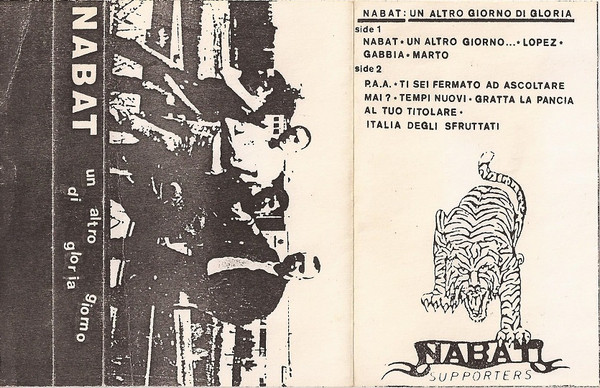 NABAT
un altro giorno
di gloria
NABAT: UN ALTRO GIORNO DI GLORIA
side 1
NABAT • UN ALTRO GIORNO... • LOPEZ •
GABBIA • MARTO
side 2
P.A.A. • TI SEI FERMATO AD ASCOLTARE
MAI? • TEMPI NUOVI • GRATTA LA PANCIA
AL TUO TITOLARE •
ITALIA DEGLI SFRUTTATI
NABAT
SUPPORTERS